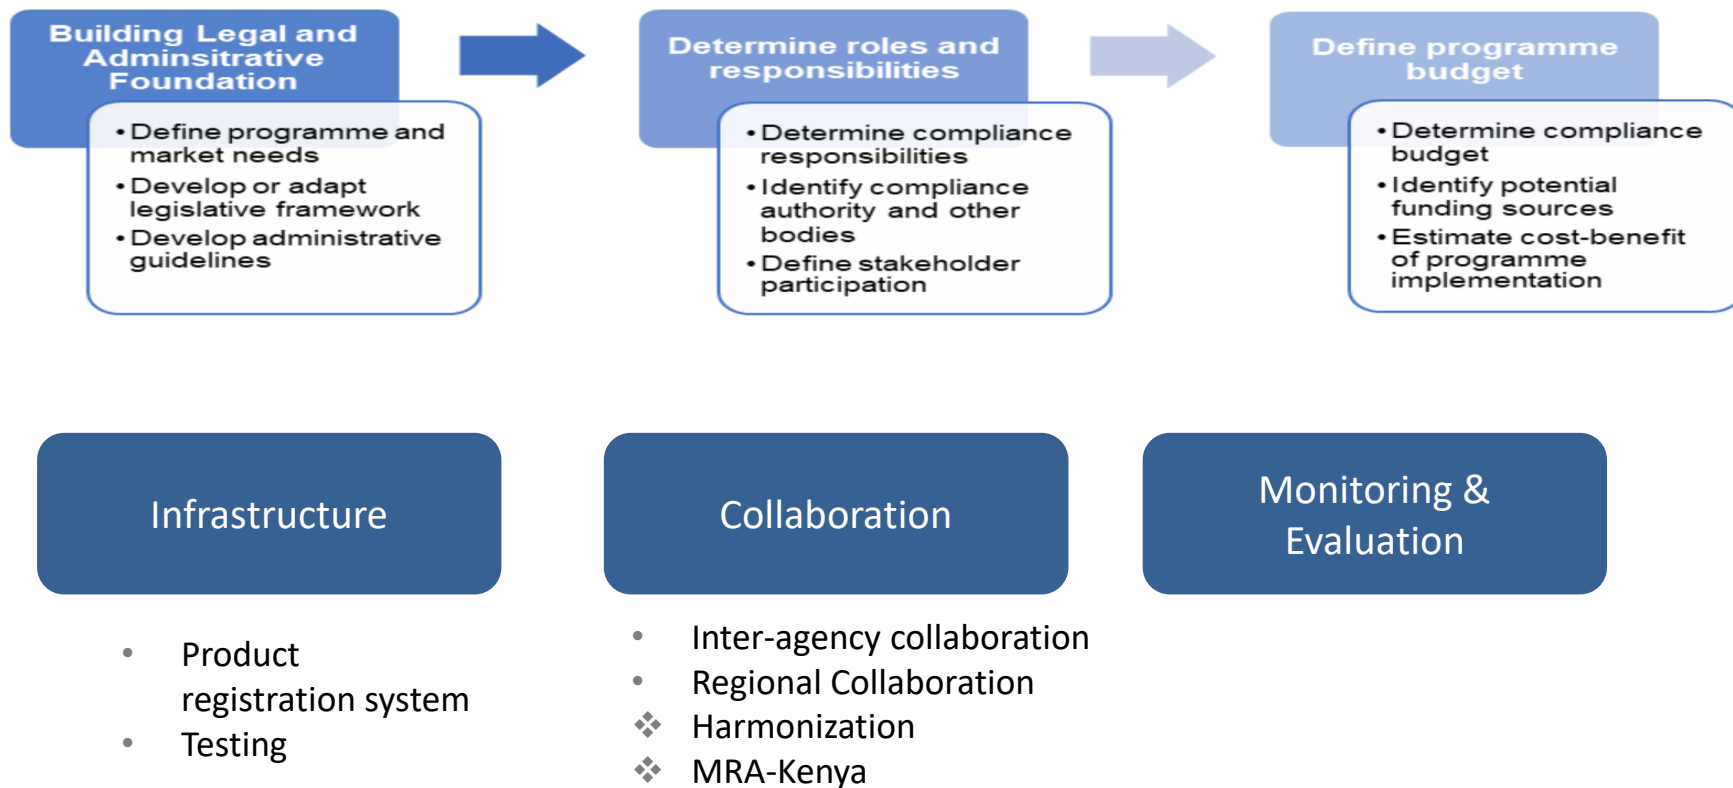 Building Legal and
Adminsitrative
Foundation
• Define programme and
market needs
• Develop or adapt
legislative framework
• Develop administrative
guidelines
Determine roles and
responsibilities
• Determine compliance
responsibilities
• Identify compliance
authority and other
bodies
• Define stakeholder
participation
Define programme
budget
• Determine compliance
budget
• Identify potential
funding sources
• Estimate cost-benefit
of programme
implementation
Infrastructure
• Product
registration system
• Testing
Collaboration
• Inter-agency collaboration
• Regional Collaboration
❖ Harmonization
❖ MRA-Kenya
Monitoring &
Evaluation